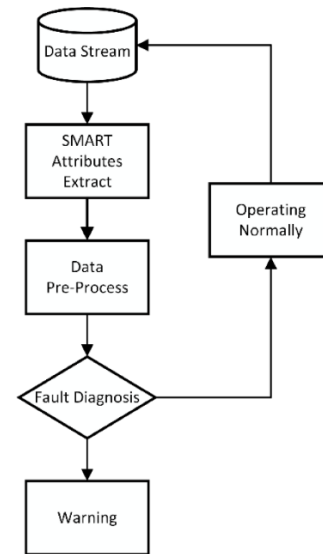 Data Stream
SMART
Attributes
Extract
Operating
Normally
Data
Pre-Process
Fault Diagnosis
Warning